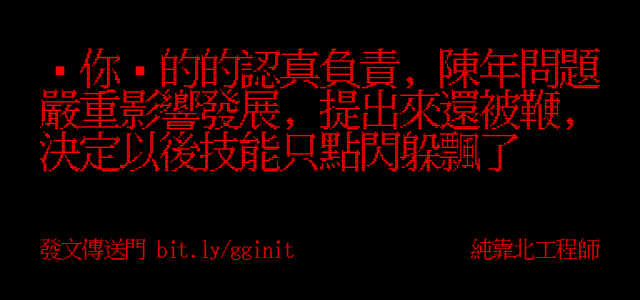 ▪你▪的的認真負責，陳年問題
嚴重影響發展，提出來還被鞭，
決定以後技能只點閃躲飄了
發文傳送門 bit.ly/gginit
純靠北工程師